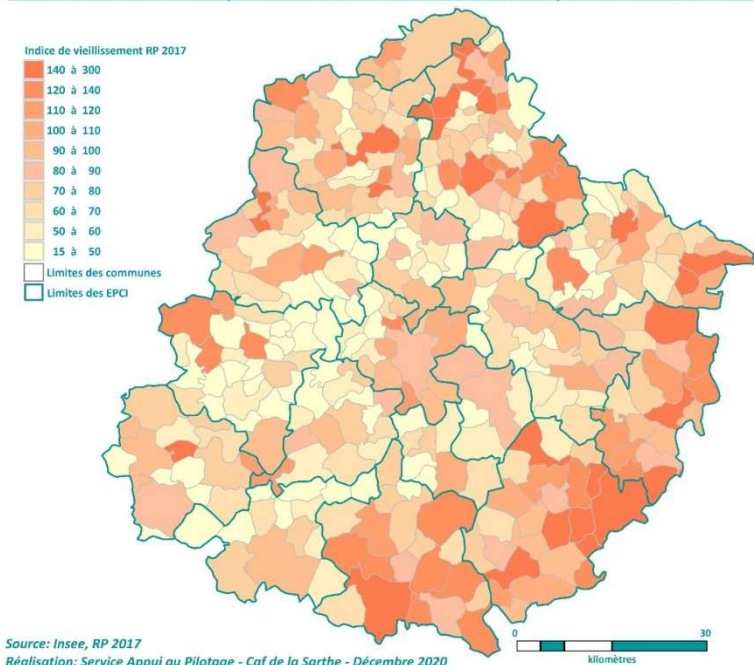 Indice de vieillissement RP 2017
140 à 300
120 à 140
110 à 120
100 à 110
90 à 100
80 à 90
70 à 80
60 à 70
50 à 60
15 à 50
Limites des communes
Limites des EPCI
0 30
kilomètres
Source: Insee, RP 2017
Réalisation: Service Appui au Pilotage - Caf de la Sarthe - Décembre 2020